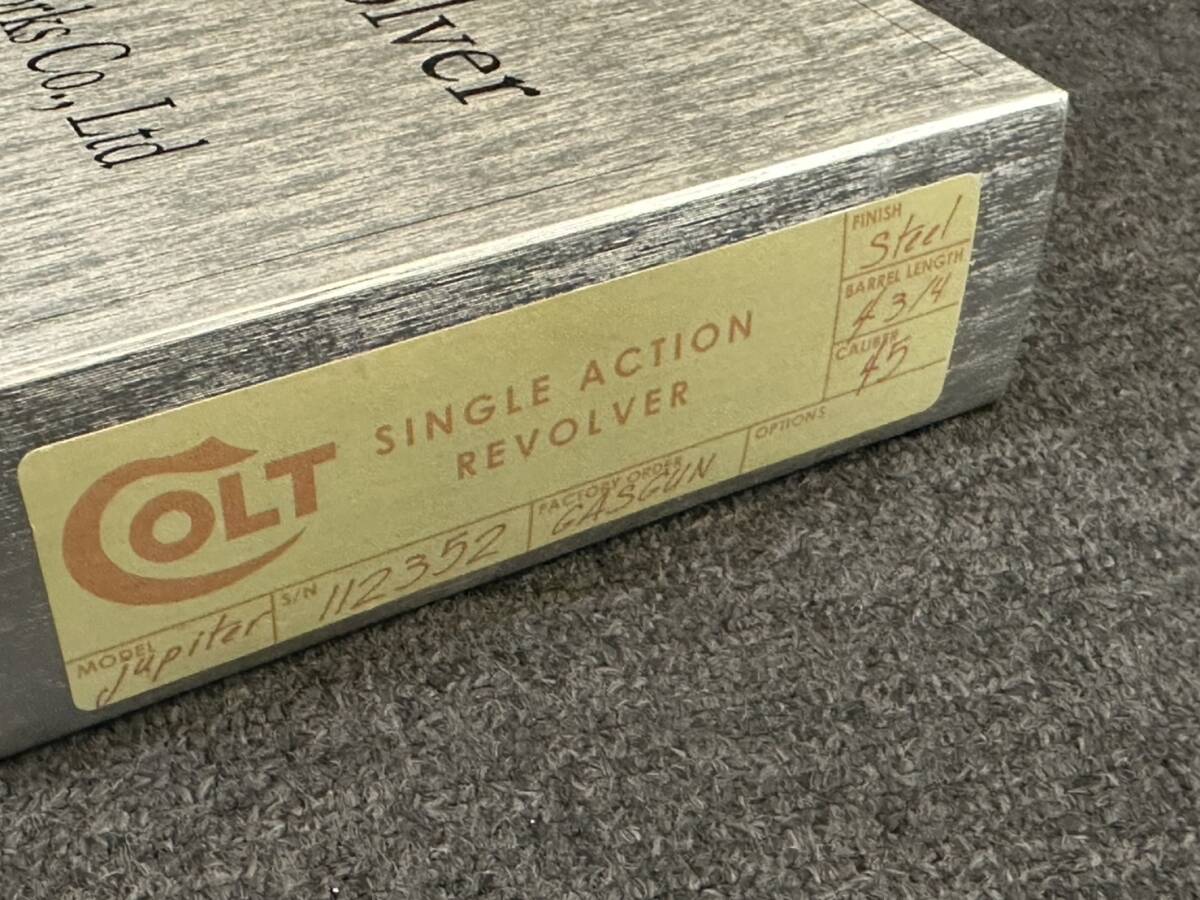 olver
rks Co., Ltd
COLT
SINGLE ACTION
REVOLVER
FINISH
Steel
BARREL LENGTH
4 3/4
CALIBER
45
MODEL
Jupiter
S/N
112352
FACTORY ORDER
GASGUN
OPTIONS